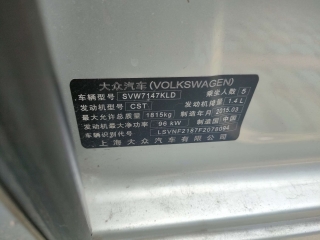 大众汽车(VOLKSWAGEN)
车辆型号 SVW7147KLD 乘坐人数 5
发动机型号 CST 发动机排量 1.4 L
最大允许总质量 1815kg 制造年月 2015.03
发动机最大净功率 96 kW 制造国 中国
车辆识别代号 LSVNF2187F2078094
上海大众汽车有限公司